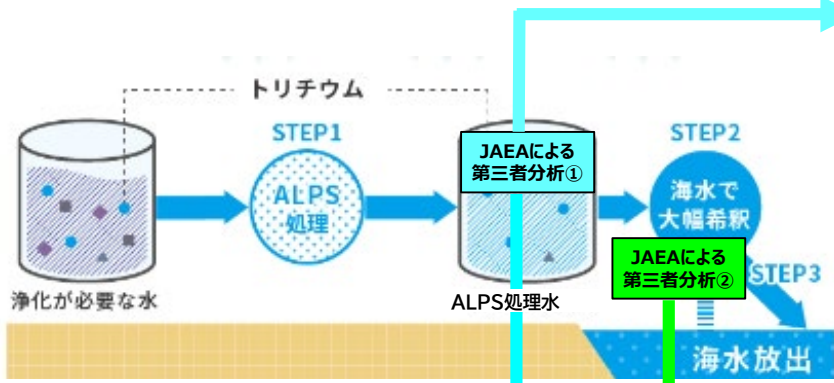 トリチウム
STEP1
STEP2
JAEAによる
第三者分析①
ALPS
処理
海水で
大幅希釈
JAEAによる
第三者分析②
STEP3
浄化が必要な水
ALPS処理水
海水放出